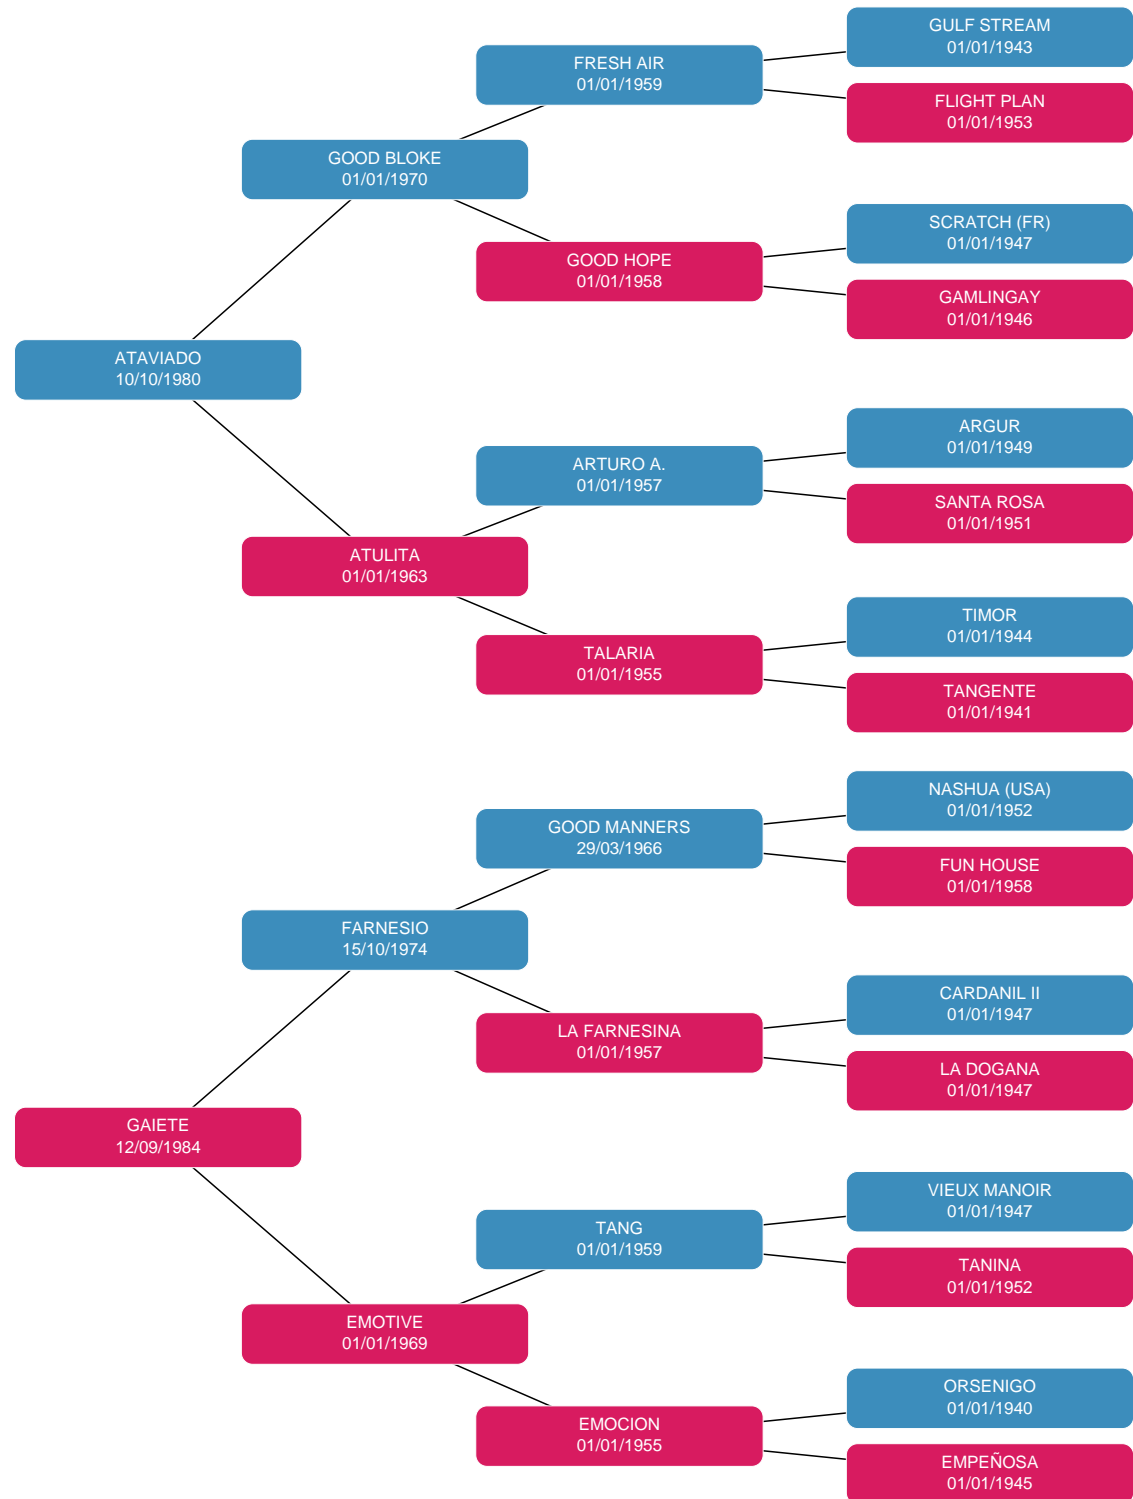 GULF STREAM
01/01/1943
FRESH AIR
01/01/1959
FLIGHT PLAN
01/01/1953
GOOD BLOKE
01/01/1970
SCRATCH (FR)
01/01/1947
GOOD HOPE
01/01/1958
GAMLINGAY
01/01/1946
ATAVIADO
10/10/1980
ARGUR
01/01/1949
ARTURO A.
01/01/1957
SANTA ROSA
01/01/1951
ATULITA
01/01/1963
TIMOR
01/01/1944
TALARIA
01/01/1955
TANGENTE
01/01/1941
NASHUA (USA)
01/01/1952
GOOD MANNERS
29/03/1966
FUN HOUSE
01/01/1958
FARNESIO
15/10/1974
CARDANIL II
01/01/1947
LA FARNESINA
01/01/1957
LA DOGANA
01/01/1947
GAIETE
12/09/1984
VIEUX MANOIR
01/01/1947
TANG
01/01/1959
TANINA
01/01/1952
EMOTIVE
01/01/1969
ORSENIGO
01/01/1940
EMOCION
01/01/1955
EMPEÑOSA
01/01/1945